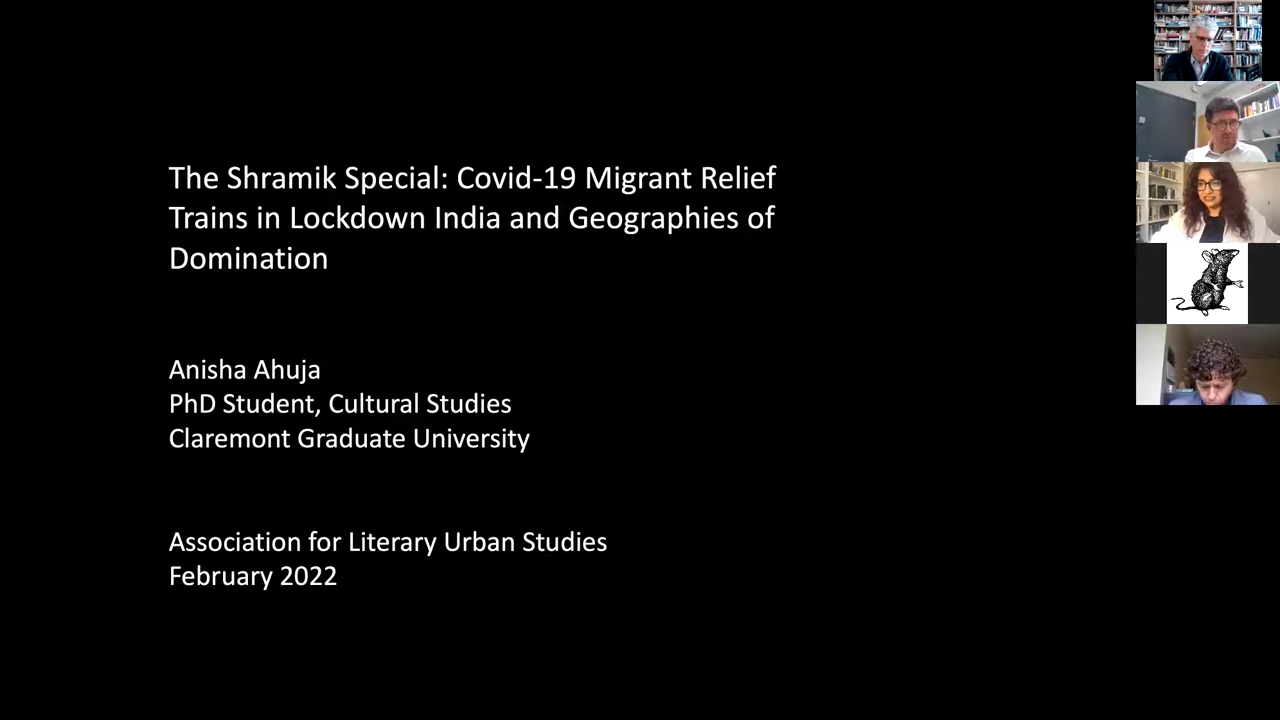 The Shramik Special: Covid-19 Migrant Relief
Trains in Lockdown India and Geographies of
Domination
Anisha Ahuja
PhD Student, Cultural Studies
Claremont Graduate University
Association for Literary Urban Studies
February 2022